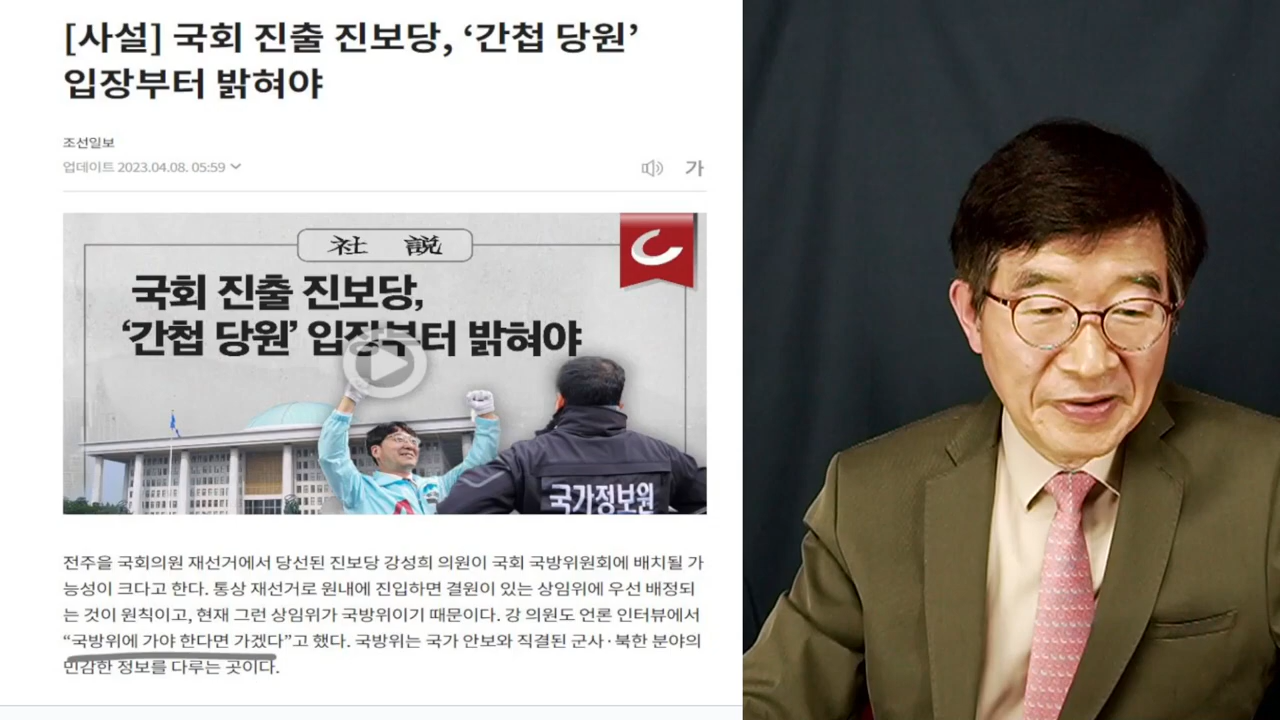 [사설] 국회 진출 진보당, ‘간첩 당원’
입장부터 밝혀야
조선일보
업데이트 2023.04.08. 05:59
가
社 說
국회 진출 진보당,
‘간첩 당원’ 입장부터 밝혀야
국가정보원
전주을 국회의원 재선거에서 당선된 진보당 강성희 의원이 국회 국방위원회에 배치될 가
능성이 크다고 한다. 통상 재선거로 원내에 진입하면 결원이 있는 상임위에 우선 배정되
는 것이 원칙이고, 현재 그런 상임위가 국방위이기 때문이다. 강 의원도 언론 인터뷰에서
“국방위에 가야 한다면 가겠다”고 했다. 국방위는 국가 안보와 직결된 군사·북한 분야의
민감한 정보를 다루는 곳이다.